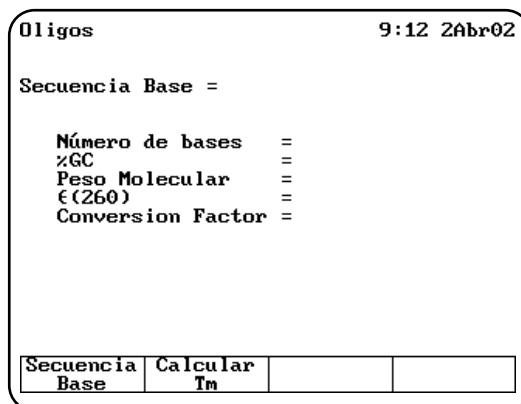 Oligos 9:12 2Abr02
Secuencia Base =
Número de bases =
%GC =
Peso Molecular =
€(260) =
Conversion Factor =
Secuencia Base
Calcular Tm